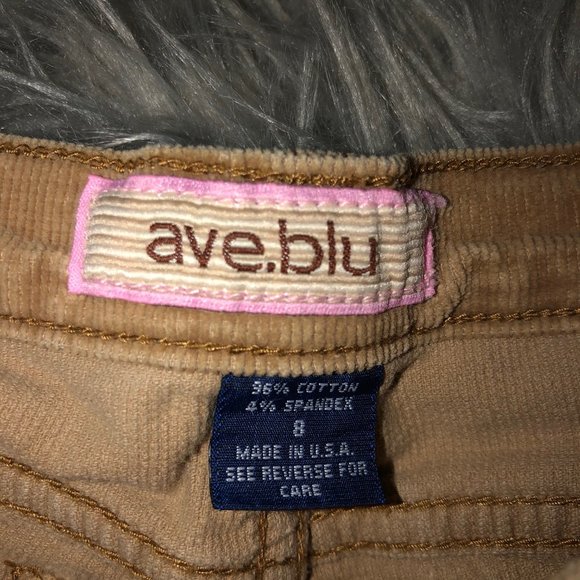 ave.blu
96% COTTON
4% SPANDEX
8
MADE IN U.S.A.
SEE REVERSE FOR
CARE